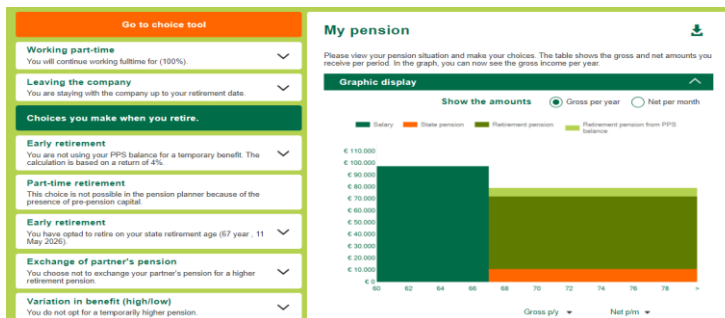 Go to choice tool
Working part-time
You will continue working fulltime for (100%).
Leaving the company
You are staying with the company up to your retirement date.
Choices you make when you retire.
Early retirement
You are not using your PPS balance for a temporary benefit. The
calculation is based on a return of 4%.
Part-time retirement
This choice is not possible in the pension planner because of the
presence of pre-pension capital.
Early retirement
You have opted to retire on your state retirement age (67 year , 11
May 2026).
Exchange of partner's pension
You choose not to exchange your partner's pension for a higher
retirement pension.
Variation in benefit (high/low)
You do not opt for a temporarily higher pension.
My pension
Please view your pension situation and make your choices. The table shows the gross and net amounts you
receive per period. In the graph, you can now see the gross income per year.
Graphic display
Show the amounts Gross per year Net per month
Salary State pension Retirement pension Retirement pension from PPS
balance
€ 110.000
€ 100.000
€ 90.000
€ 80.000
€ 70.000
€ 60.000
€ 50.000
€ 40.000
€ 30.000
€ 20.000
€ 10.000
€ 0
60 62 64 66 68 70 72 74 76 78 >
Gross p/y Net p/m